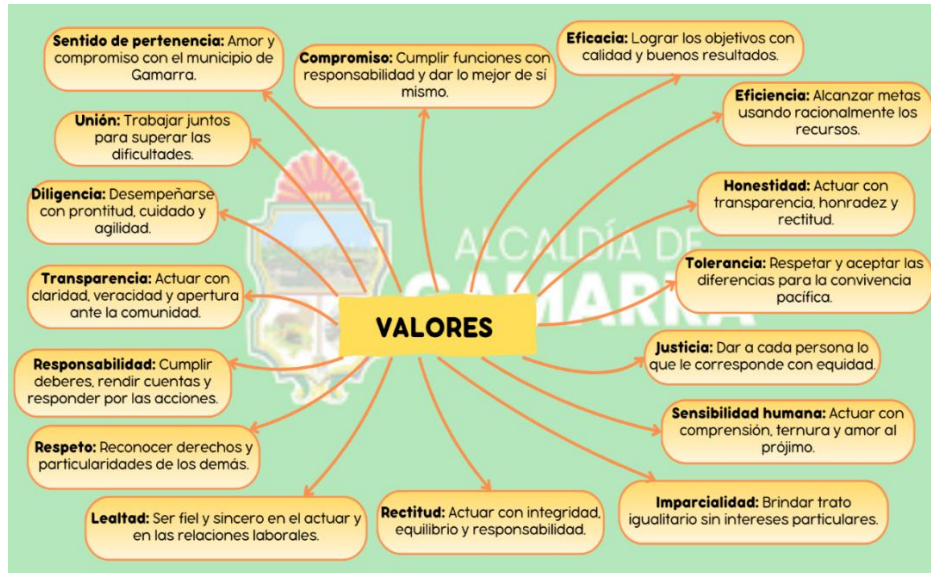 Sentido de pertenencia: Amor y
compromiso con el municipio de
Gamarra.
Compromiso: Cumplir funciones con
responsabilidad y dar lo mejor de sí
mismo.
Eficacia: Lograr los objetivos con
calidad y buenos resultados.
Unión: Trabajar juntos
para superar las
dificultades.
Eficiencia: Alcanzar metas
usando racionalmente los
recursos.
Diligencia: Desempeñarse
con prontitud, cuidado y
agilidad.
Honestidad: Actuar con
transparencia, honradez y
rectitud.
Transparencia: Actuar con
claridad, veracidad y apertura
ante la comunidad.
Tolerancia: Respetar y aceptar las
diferencias para la convivencia
pacífica.
ALCALDÍA DE
GAMARRA
VALORES
Responsabilidad: Cumplir
deberes, rendir cuentas y
responder por las acciones.
Justicia: Dar a cada persona lo
que le corresponde con equidad.
Respeto: Reconocer derechos y
particularidades de los demás.
Sensibilidad humana: Actuar con
comprensión, ternura y amor al
prójimo.
Lealtad: Ser fiel y sincero en el actuar y
en las relaciones laborales.
Rectitud: Actuar con integridad,
equilibrio y responsabilidad.
Imparcialidad: Brindar trato
igualitario sin intereses particulares.